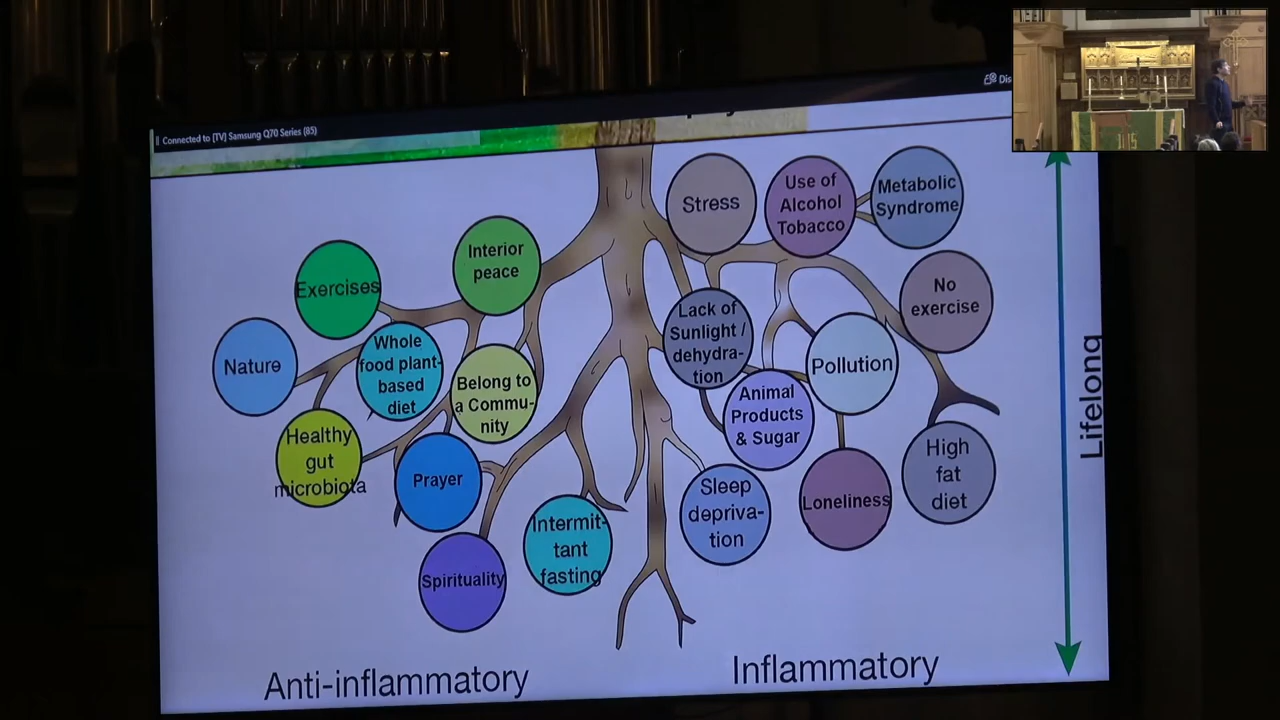 Connected to [TV] Samsung Q70 Series (85)
Dis
Stress
Use of
Alcohol
Tobacco
Metabolic
Syndrome
Interior
peace
Exercises
No
exercise
Lack of
Sunlight /
dehydra-
tion
Nature
Whole
food plant-
based
diet
Belong to
a Commu-
nity
Pollution
Animal
Products
& Sugar
Lifelong
Healthy
gut
microbiota
Prayer
High
fat
diet
Sleep
depriva-
tion
Loneliness
Intermit-
tant
fasting
Spirituality
Anti-inflammatory
Inflammatory